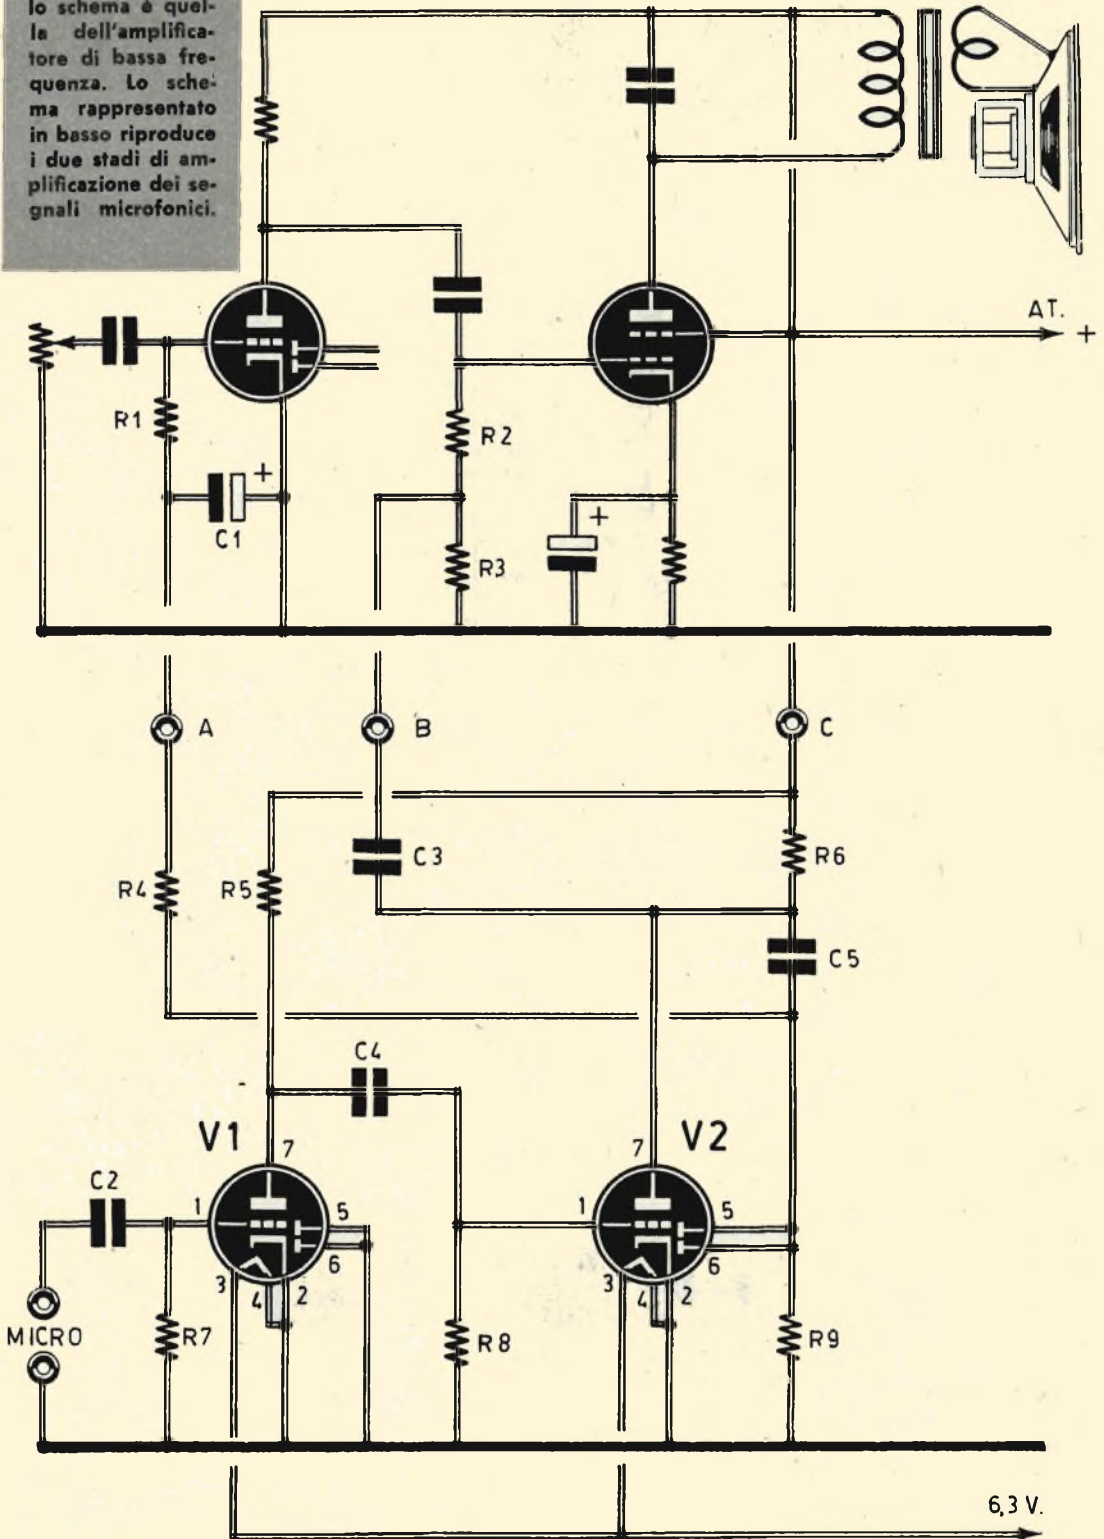 lo schema è quel-
la dell'amplifica-
tore di bassa fre-
quenza. Lo sche-
ma rappresentato
in basso riproduce
i due stadi di am-
plificazione dei se-
gnali microfonici.
AT.
+
R1
R2
+
C1
+
R3
A
B
C
C3
R6
R4
R5
C5
C4
V1
7
V2
7
C2
1
5
6
3
4
2
1
5
6
3
4
2
MICRO
R7
R8
R9
6,3 V.